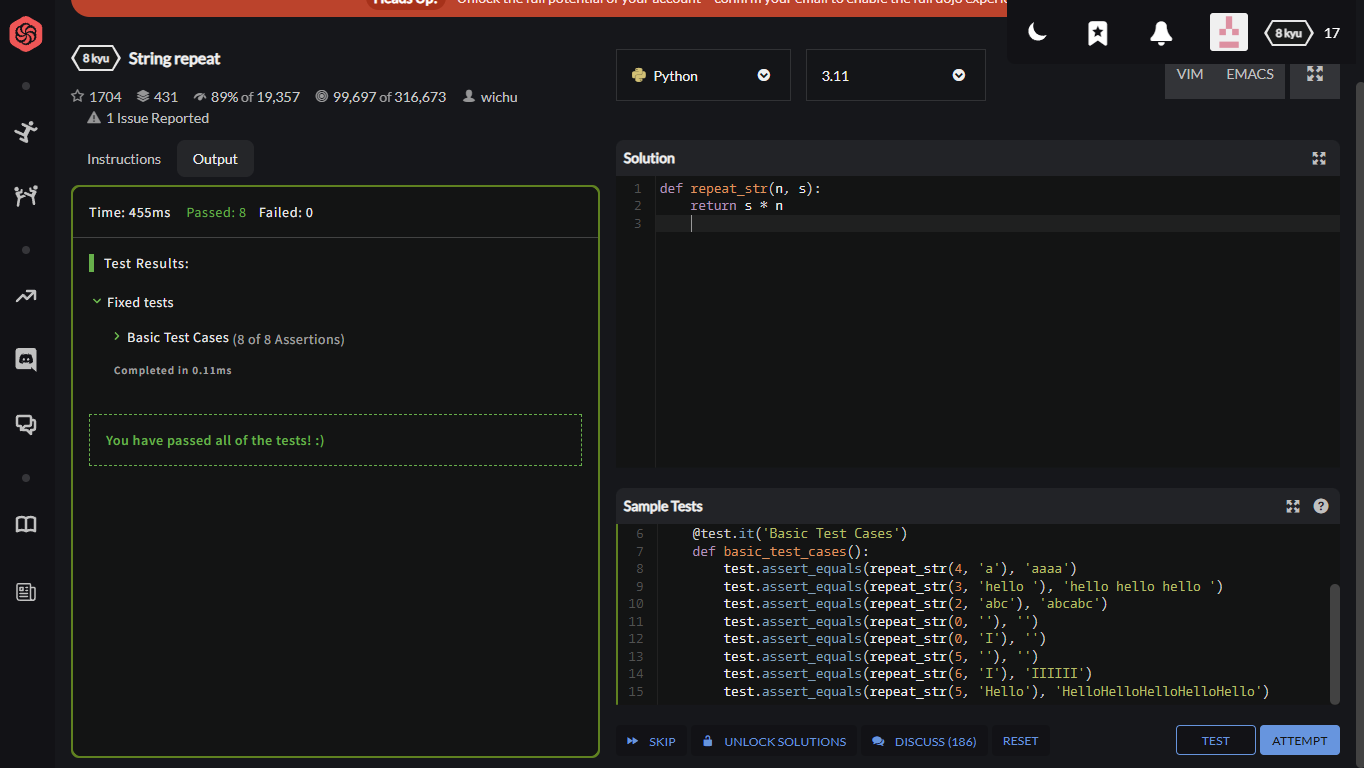 Heads Up! Unlock the full potential of your account - confirm your email to enable the full dojo
8 kyu 17
8 kyu String repeat
1704 431 89% of 19,357 99,697 of 316,673 wichu
1 Issue Reported
Python 3.11 VIM EMACS
Instructions Output
Time: 455ms Passed: 8 Failed: 0
Test Results:
Fixed tests
Basic Test Cases (8 of 8 Assertions)
Completed in 0.11ms
You have passed all of the tests! :)
Solution
1 def repeat_str(n, s):
2     return s * n
3
Sample Tests
6     @test.it('Basic Test Cases')
7     def basic_test_cases():
8         test.assert_equals(repeat_str(4, 'a'), 'aaaa')
9         test.assert_equals(repeat_str(3, 'hello '), 'hello hello hello ')
10         test.assert_equals(repeat_str(2, 'abc'), 'abcabc')
11         test.assert_equals(repeat_str(0, ''), '')
12         test.assert_equals(repeat_str(0, 'I'), '')
13         test.assert_equals(repeat_str(5, ''), '')
14         test.assert_equals(repeat_str(6, 'I'), 'IIIIII')
15         test.assert_equals(repeat_str(5, 'Hello'), 'HelloHelloHelloHelloHello')
SKIP UNLOCK SOLUTIONS DISCUSS (186) RESET TEST ATTEMPT